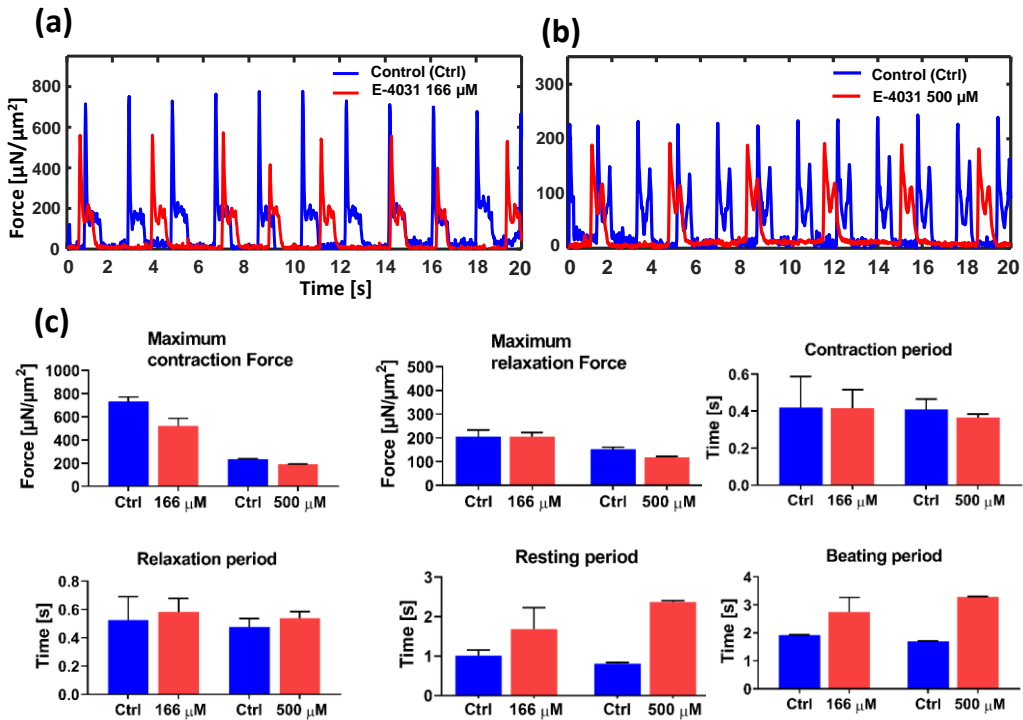 (a)
(b)
Control (Ctrl)
E-4031 166 µM
Control (Ctrl)
E-4031 500 µM
Force [µN/µm²]
800
600
400
200
0
0 2 4 6 8 10 12 14 16 18 20
Time [s]
300
200
100
0
0 2 4 6 8 10 12 14 16 18 20
(c)
Maximum
contraction Force
Force [µN/µm²]
1000
800
600
400
200
0
Ctrl 166 µM Ctrl 500 µM
Maximum
relaxation Force
Force [µN/µm²]
500
400
300
200
100
0
Ctrl 166 µM Ctrl 500 µM
Contraction period
Time [s]
0.6
0.4
0.2
0.0
Ctrl 166 µM Ctrl 500 µM
Relaxation period
Time [s]
0.8
0.6
0.4
0.2
0.0
Ctrl 166 µM Ctrl 500 µM
Resting period
Time [s]
3
2
1
0
Ctrl 166 µM Ctrl 500 µM
Beating period
Time [s]
4
3
2
1
0
Ctrl 166 µM Ctrl 500 µM